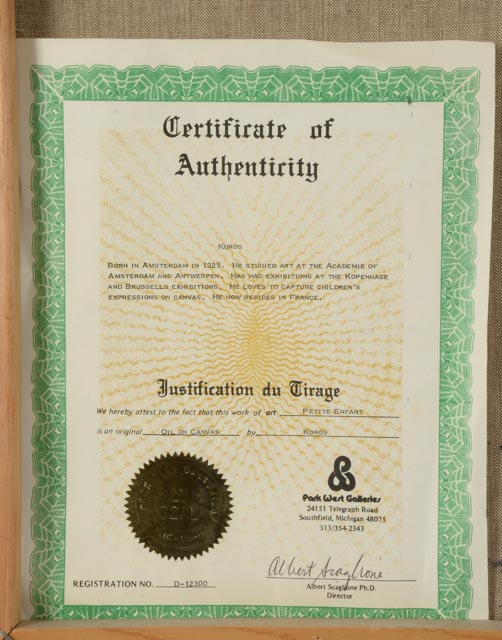 Certificate of
Authenticity
Koros
Born in Amsterdam in 1925. He studied art at the Academie of
Amsterdam and Antwerpen. Has had exhibitions at the Kopenhage
and Brussells exhibitions. He loves to capture children's
expressions on canvas. He now resides in France.
Justification du Tirage
We hereby attest to the fact that this work of art Petite Enfant
is an original Oil on Canvas by Koros
Park West Galleries
24151 Telegraph Road
Southfield, Michigan 48075
313/354-2343
Albert Scaglione
Albert Scaglione Ph.D.
Director
REGISTRATION NO. D-12300